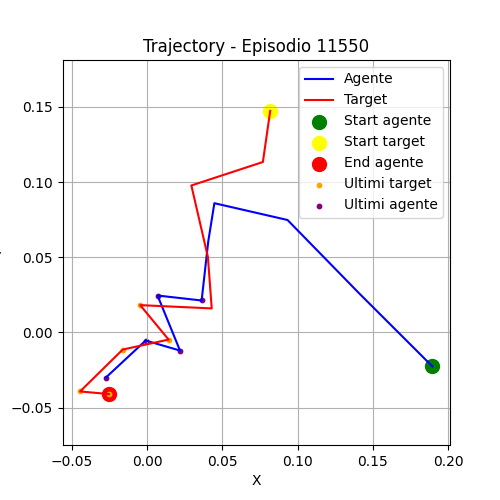 Trajectory - Episodio 11550
Agente
Target
Start agente
Start target
End agente
Ultimi target
Ultimi agente
0.15
0.10
0.05
0.00
−0.05
−0.05
0.00
0.05
0.10
0.15
0.20
X